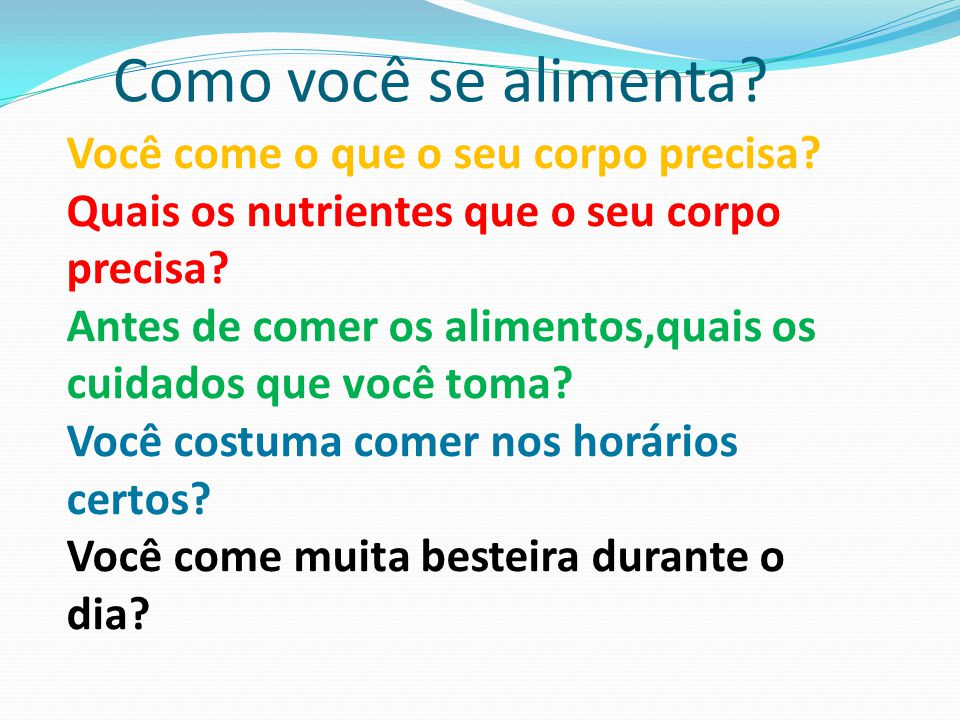 Como você se alimenta?
Você come o que o seu corpo precisa?
Quais os nutrientes que o seu corpo
precisa?
Antes de comer os alimentos,quais os
cuidados que você toma?
Você costuma comer nos horários
certos?
Você come muita besteira durante o
dia?